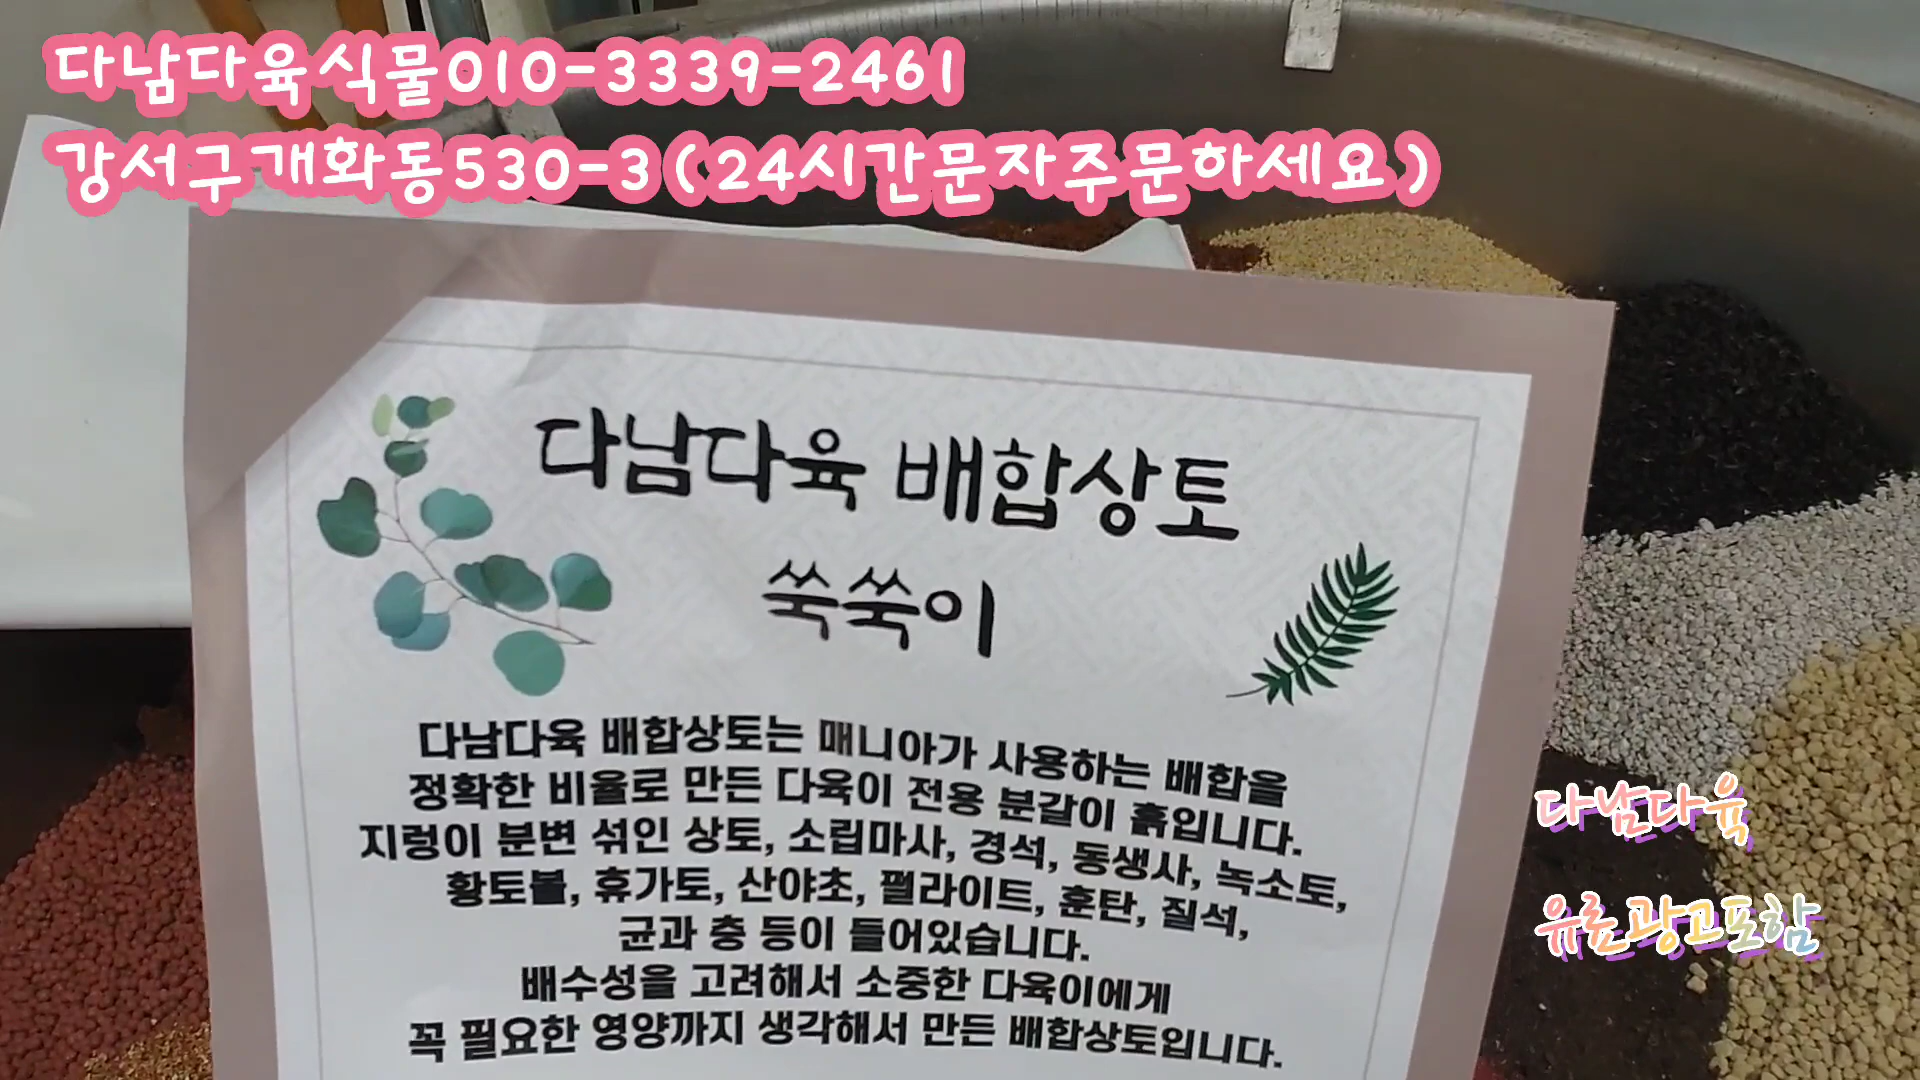 다남다육식물010-3339-2461
강서구개화동530-3(24시간문자주문하세요)
다남다육 배합상토
쑥쑥이
다남다육 배합상토는 매니아가 사용하는 배합을
정확한 비율로 만든 다육이 전용 분갈이 흙입니다.
지렁이 분변 섞인 상토, 소립마사, 경석, 동생사, 녹소토,
황토볼, 휴가토, 산야초, 펄라이트, 훈탄, 질석,
균과 충 등이 들어있습니다.
배수성을 고려해서 소중한 다육이에게
꼭 필요한 영양까지 생각해서 만든 배합상토입니다.
다남다육
유료광고포함